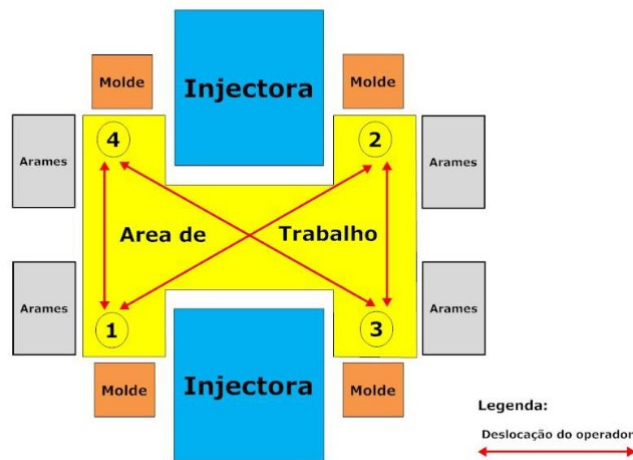 Molde
Injectora
Molde
Arames
4
2
Arames
Area de Trabalho
Arames
1
3
Arames
Molde
Injectora
Molde
Legenda:
Deslocação do operador